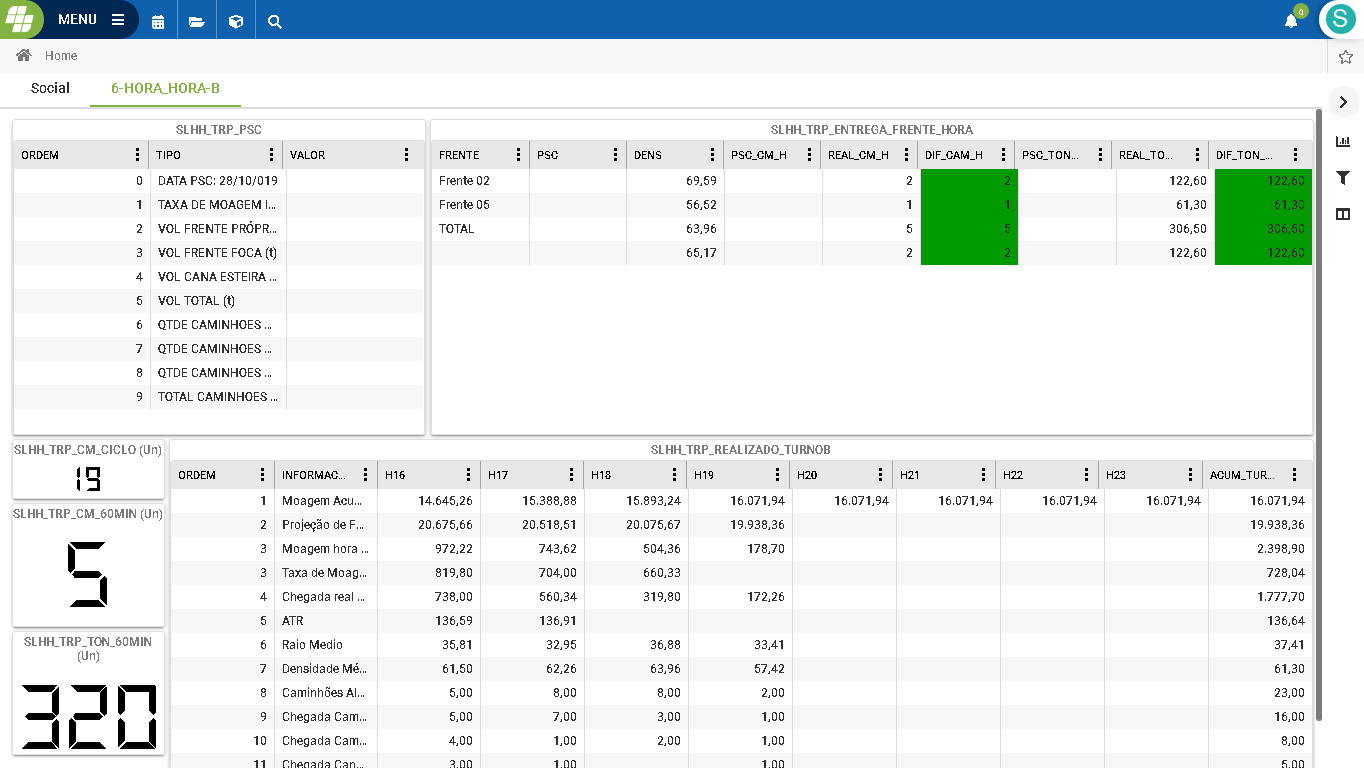 MENU
0
S
Home
Social 6-HORA_HORA-B
SLHH_TRP_PSC
ORDEM TIPO VALOR
0 DATA PSC: 28/10/019
1 TAXA DE MOAGEM I...
2 VOL FRENTE PRÓPR...
3 VOL FRENTE FOCA (t)
4 VOL CANA ESTEIRA ...
5 VOL TOTAL (t)
6 QTDE CAMINHOES ...
7 QTDE CAMINHOES ...
8 QTDE CAMINHOES ...
9 TOTAL CAMINHOES ...
SLHH_TRP_ENTREGA_FRENTE_HORA
FRENTE PSC DENS PSC_CM_H REAL_CM_H DIF_CAM_H PSC_TON... REAL_TO... DIF_TON_...
Frente 02 69,59 2 2 122,60 122,60
Frente 05 56,52 1 1 61,30 61,30
TOTAL 63,96 5 5 306,50 306,50
65,17 2 2 122,60 122,60
SLHH_TRP_CM_CICLO (Un)
19
SLHH_TRP_CM_60MIN (Un)
5
SLHH_TRP_TON_60MIN
(Un)
320
SLHH_TRP_REALIZADO_TURNOB
ORDEM INFORMAC... H16 H17 H18 H19 H20 H21 H22 H23 ACUM_TUR...
1 Moagem Acu... 14.645,26 15.388,88 15.893,24 16.071,94 16.071,94 16.071,94 16.071,94 16.071,94 16.071,94
2 Projeção de F... 20.675,66 20.518,51 20.075,67 19.938,36 19.938,36
3 Moagem hora ... 972,22 743,62 504,36 178,70 2.398,90
3 Taxa de Moag... 819,80 704,00 660,33 728,04
4 Chegada real ... 738,00 560,34 319,80 172,26 1.777,70
5 ATR 136,59 136,91 136,64
6 Raio Medio 35,81 32,95 36,88 33,41 37,41
7 Densidade Mé... 61,50 62,26 63,96 57,42 61,30
8 Caminhões Al... 5,00 8,00 8,00 2,00 23,00
9 Chegada Cam... 5,00 7,00 3,00 1,00 16,00
10 Chegada Cam... 4,00 1,00 2,00 1,00 8,00
11 Chegada Can... 3,00 1,00 1,00 5,00